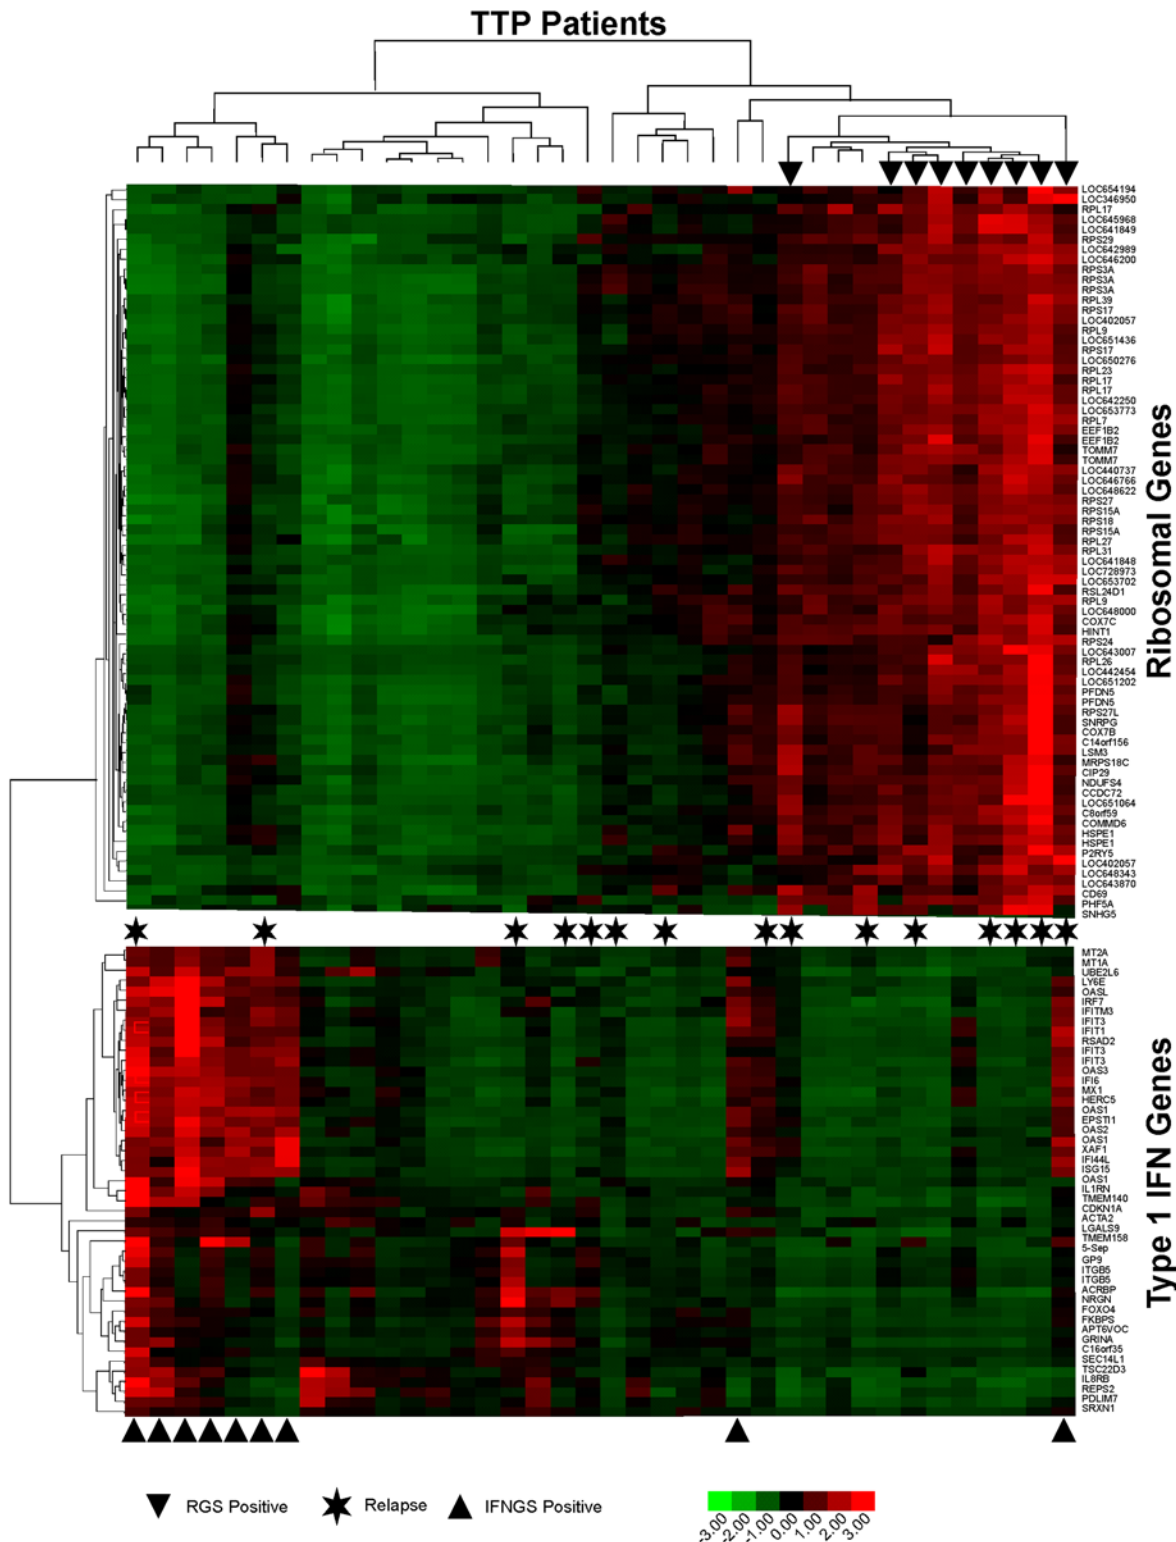 TTP Patients
LOC654194
LOC346950
RPL17
LOC645968
LOC641849
RPS29
LOC642989
LOC646200
RPS3A
RPS3A
RPS3A
RPL39
RPS17
LOC402057
RPL9
LOC651436
RPS17
LOC650276
RPL23
RPL17
RPL17
LOC642250
LOC653773
RPL7
EEF1B2
EEF1B2
TOMM7
TOMM7
LOC440737
LOC646766
LOC648622
RPS27
RPS15A
RPS18
RPS15A
RPL27
RPL31
LOC641848
LOC728973
LOC653702
RSL24D1
RPL9
LOC648000
COX7C
HINT1
RPS24
LOC643007
RPL26
LOC442454
LOC651202
PFDN5
PFDN5
RPS27L
SNRPG
COX7B
C14orf156
LSM3
MRPS18C
CIP29
NDUFS4
CCDC72
LOC651064
C8orf59
COMMD6
HSPE1
HSPE1
P2RY5
LOC402057
LOC648343
LOC643870
CD69
PHF5A
SNHG5
Ribosomal Genes
MT2A
MT1A
UBE2L6
LY6E
OASL
IRF7
IFITM3
IFIT3
IFIT1
RSAD2
IFIT3
IFIT3
OAS3
IFI6
MX1
HERC5
OAS1
EPSTI1
OAS2
OAS1
XAF1
IFI44L
ISG15
OAS1
IL1RN
TMEM140
CDKN1A
ACTA2
LGALS9
TMEM158
5-Sep
GP9
ITGB5
ITGB5
ACRBP
NRGN
FOXO4
FKBP5
APT6VOC
GRINA
C16orf35
SEC14L1
TSC22D3
IL8RB
REPS2
PDLIM7
SRXN1
Type 1 IFN Genes
RGS Positive
Relapse
IFNGS Positive
-3.00
-2.00
-1.00
0.00
1.00
2.00
3.00